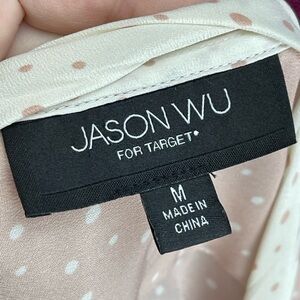 JASON WU
FOR TARGET•
M
MADE IN
CHINA